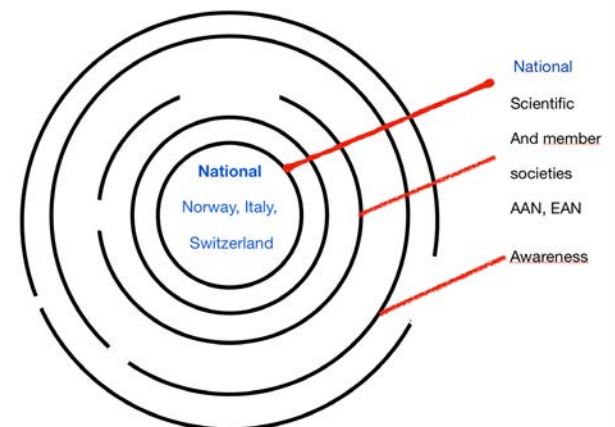 National
Norway, Italy,
Switzerland
National
Scientific
And member
societies
AAN, EAN
Awareness